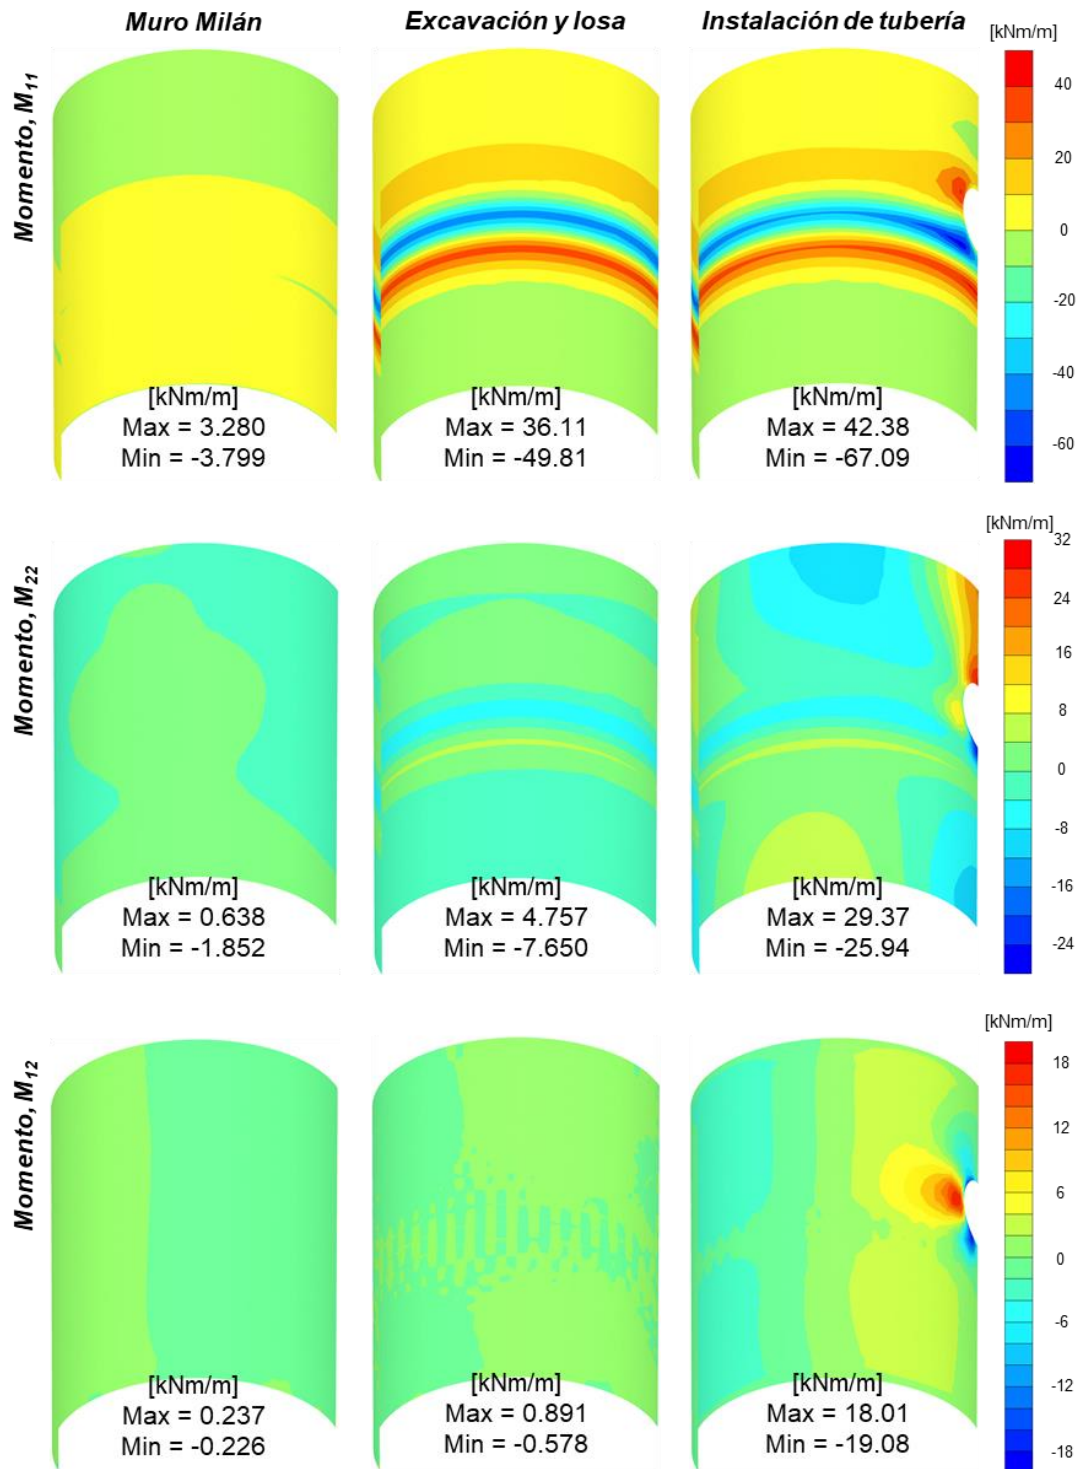 Muro Milán Excavación y losa Instalación de tubería
[kNm/m]
Momento, M11
40
20
0
-20
-40
-60
[kNm/m] [kNm/m] [kNm/m]
Max = 3.280 Max = 36.11 Max = 42.38
Min = -3.799 Min = -49.81 Min = -67.09
[kNm/m]
Momento, M22
32
24
16
8
0
-8
-16
-24
[kNm/m] [kNm/m] [kNm/m]
Max = 0.638 Max = 4.757 Max = 29.37
Min = -1.852 Min = -7.650 Min = -25.94
[kNm/m]
Momento, M12
18
12
6
0
-6
-12
-18
[kNm/m] [kNm/m] [kNm/m]
Max = 0.237 Max = 0.891 Max = 18.01
Min = -0.226 Min = -0.578 Min = -19.08